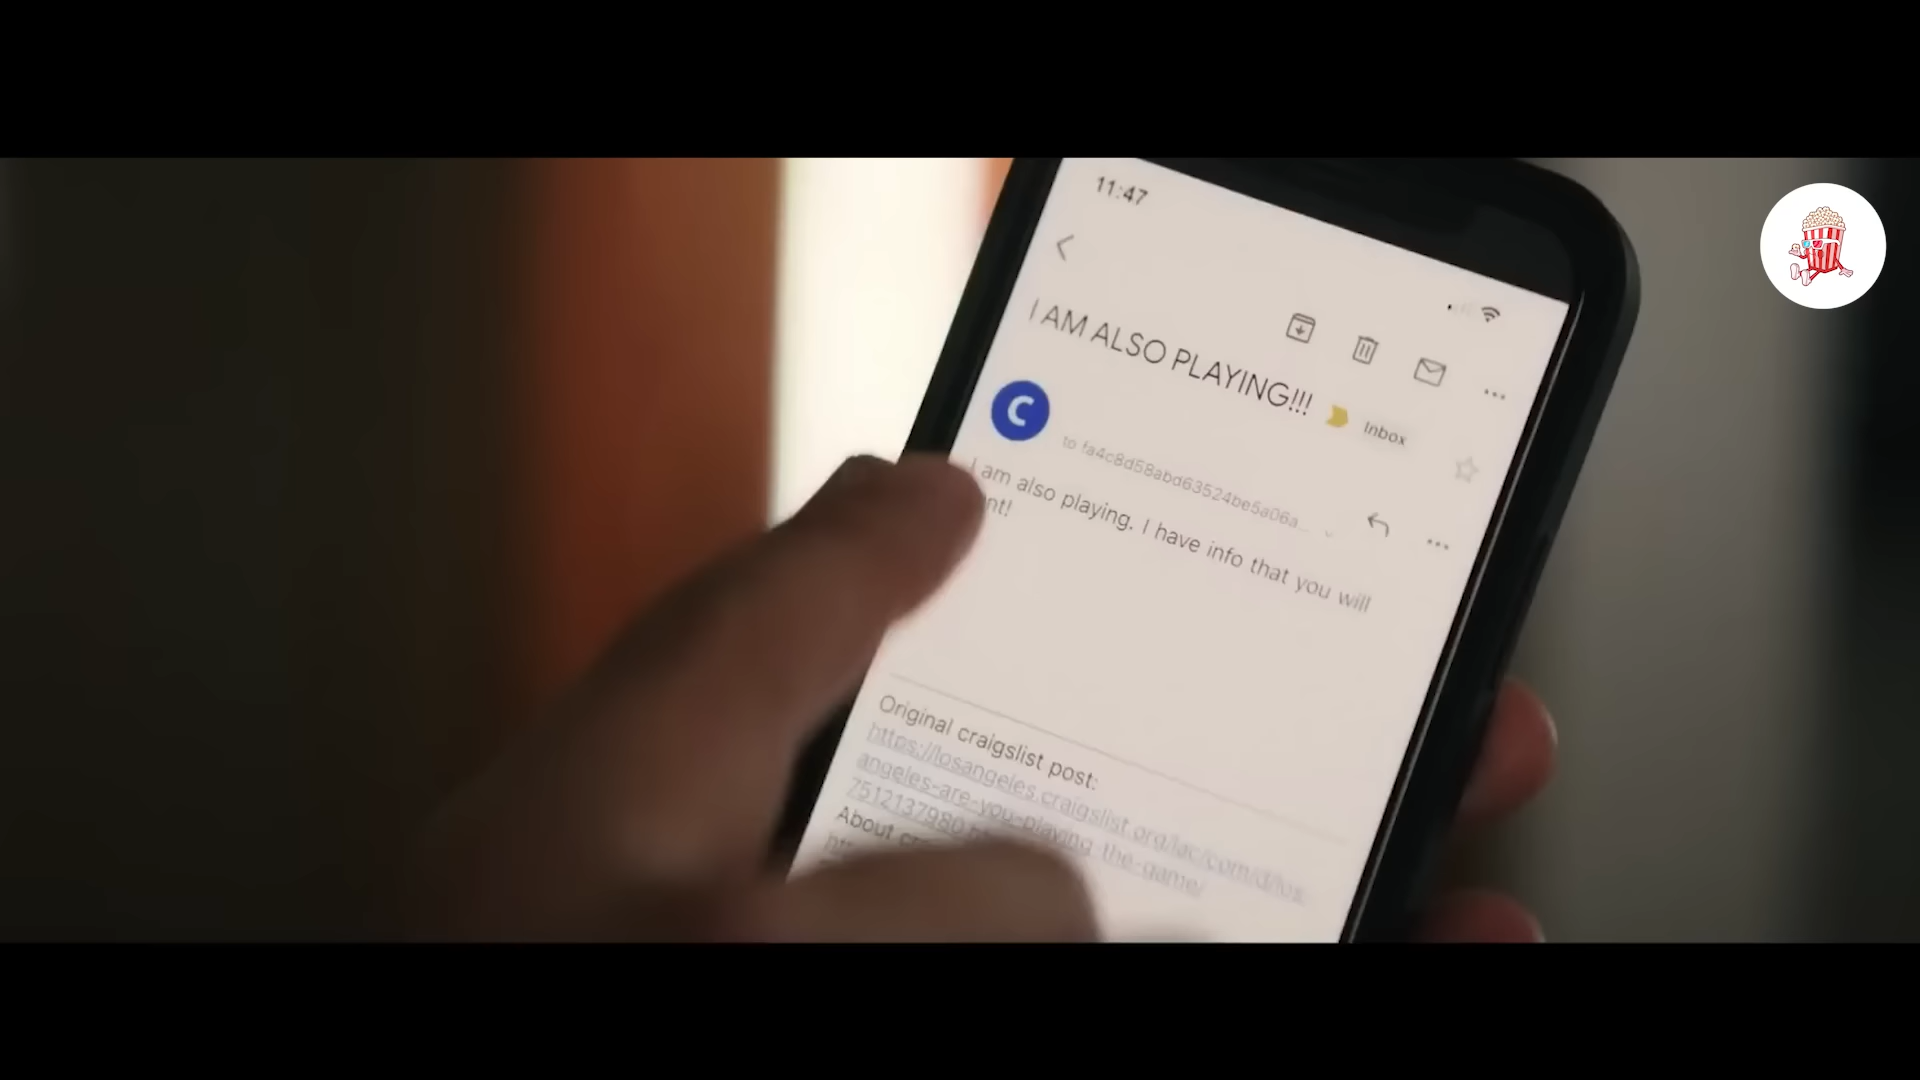 11:47
I AM ALSO PLAYING!!! Inbox
C
to fa4c8d58abd63524be5a06a...
I am also playing. I have info that you will
Original craigslist post:
https://losangeles.craigslist.org/lac/com/d/los-
angeles-are-you-playing-the-game/
7512137980
About